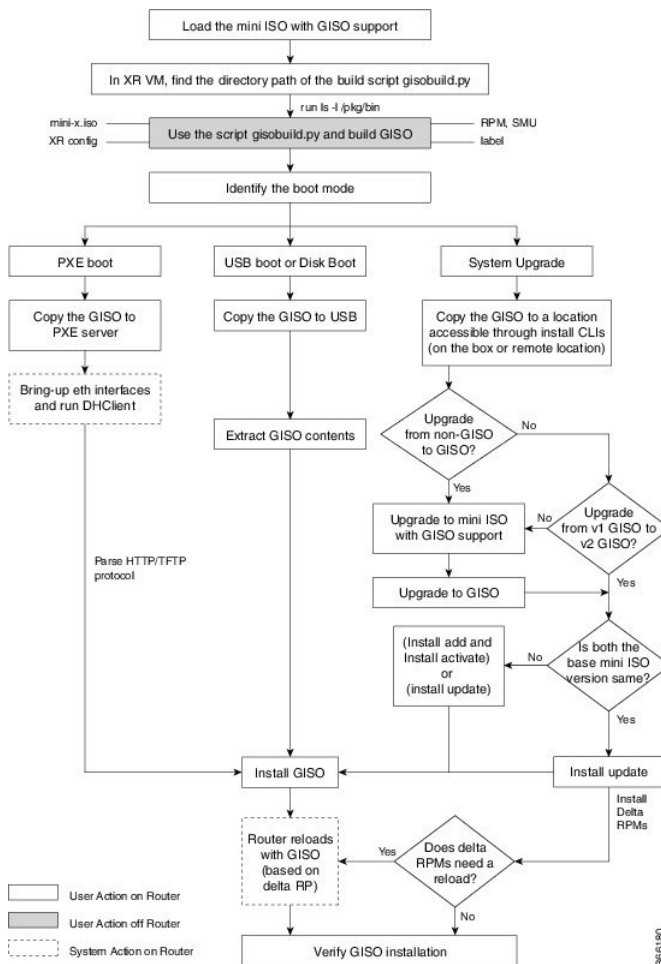 Load the mini ISO with GISO support
In XR VM, find the directory path of the build script gisobuild.py
run ls -l /pkg/bin
mini-x.iso
XR config
Use the script gisobuild.py and build GISO
RPM, SMU
label
Identify the boot mode
PXE boot
USB boot or Disk Boot
System Upgrade
Copy the GISO to
PXE server
Copy the GISO to USB
Copy the GISO to a location
accessible through install CLIs
(on the box or remote location)
Bring-up eth interfaces
and run DHClient
Extract GISO contents
Upgrade
from non-GISO
to GISO?
No
Yes
Upgrade
from v1 GISO to
v2 GISO?
No
Yes
Upgrade to mini ISO
with GISO support
Parse HTTP/TFTP
protocol
Upgrade to GISO
(Install add and
Install activate)
or
(install update)
No
Is both the
base mini ISO
version same?
Yes
Install GISO
Install update
Install
Delta
RPMs
Router reloads
with GISO
(based on
delta RP)
Yes
Does delta
RPMs need a
reload?
No
Verify GISO installation
User Action on Router
User Action off Router
System Action on Router
366180